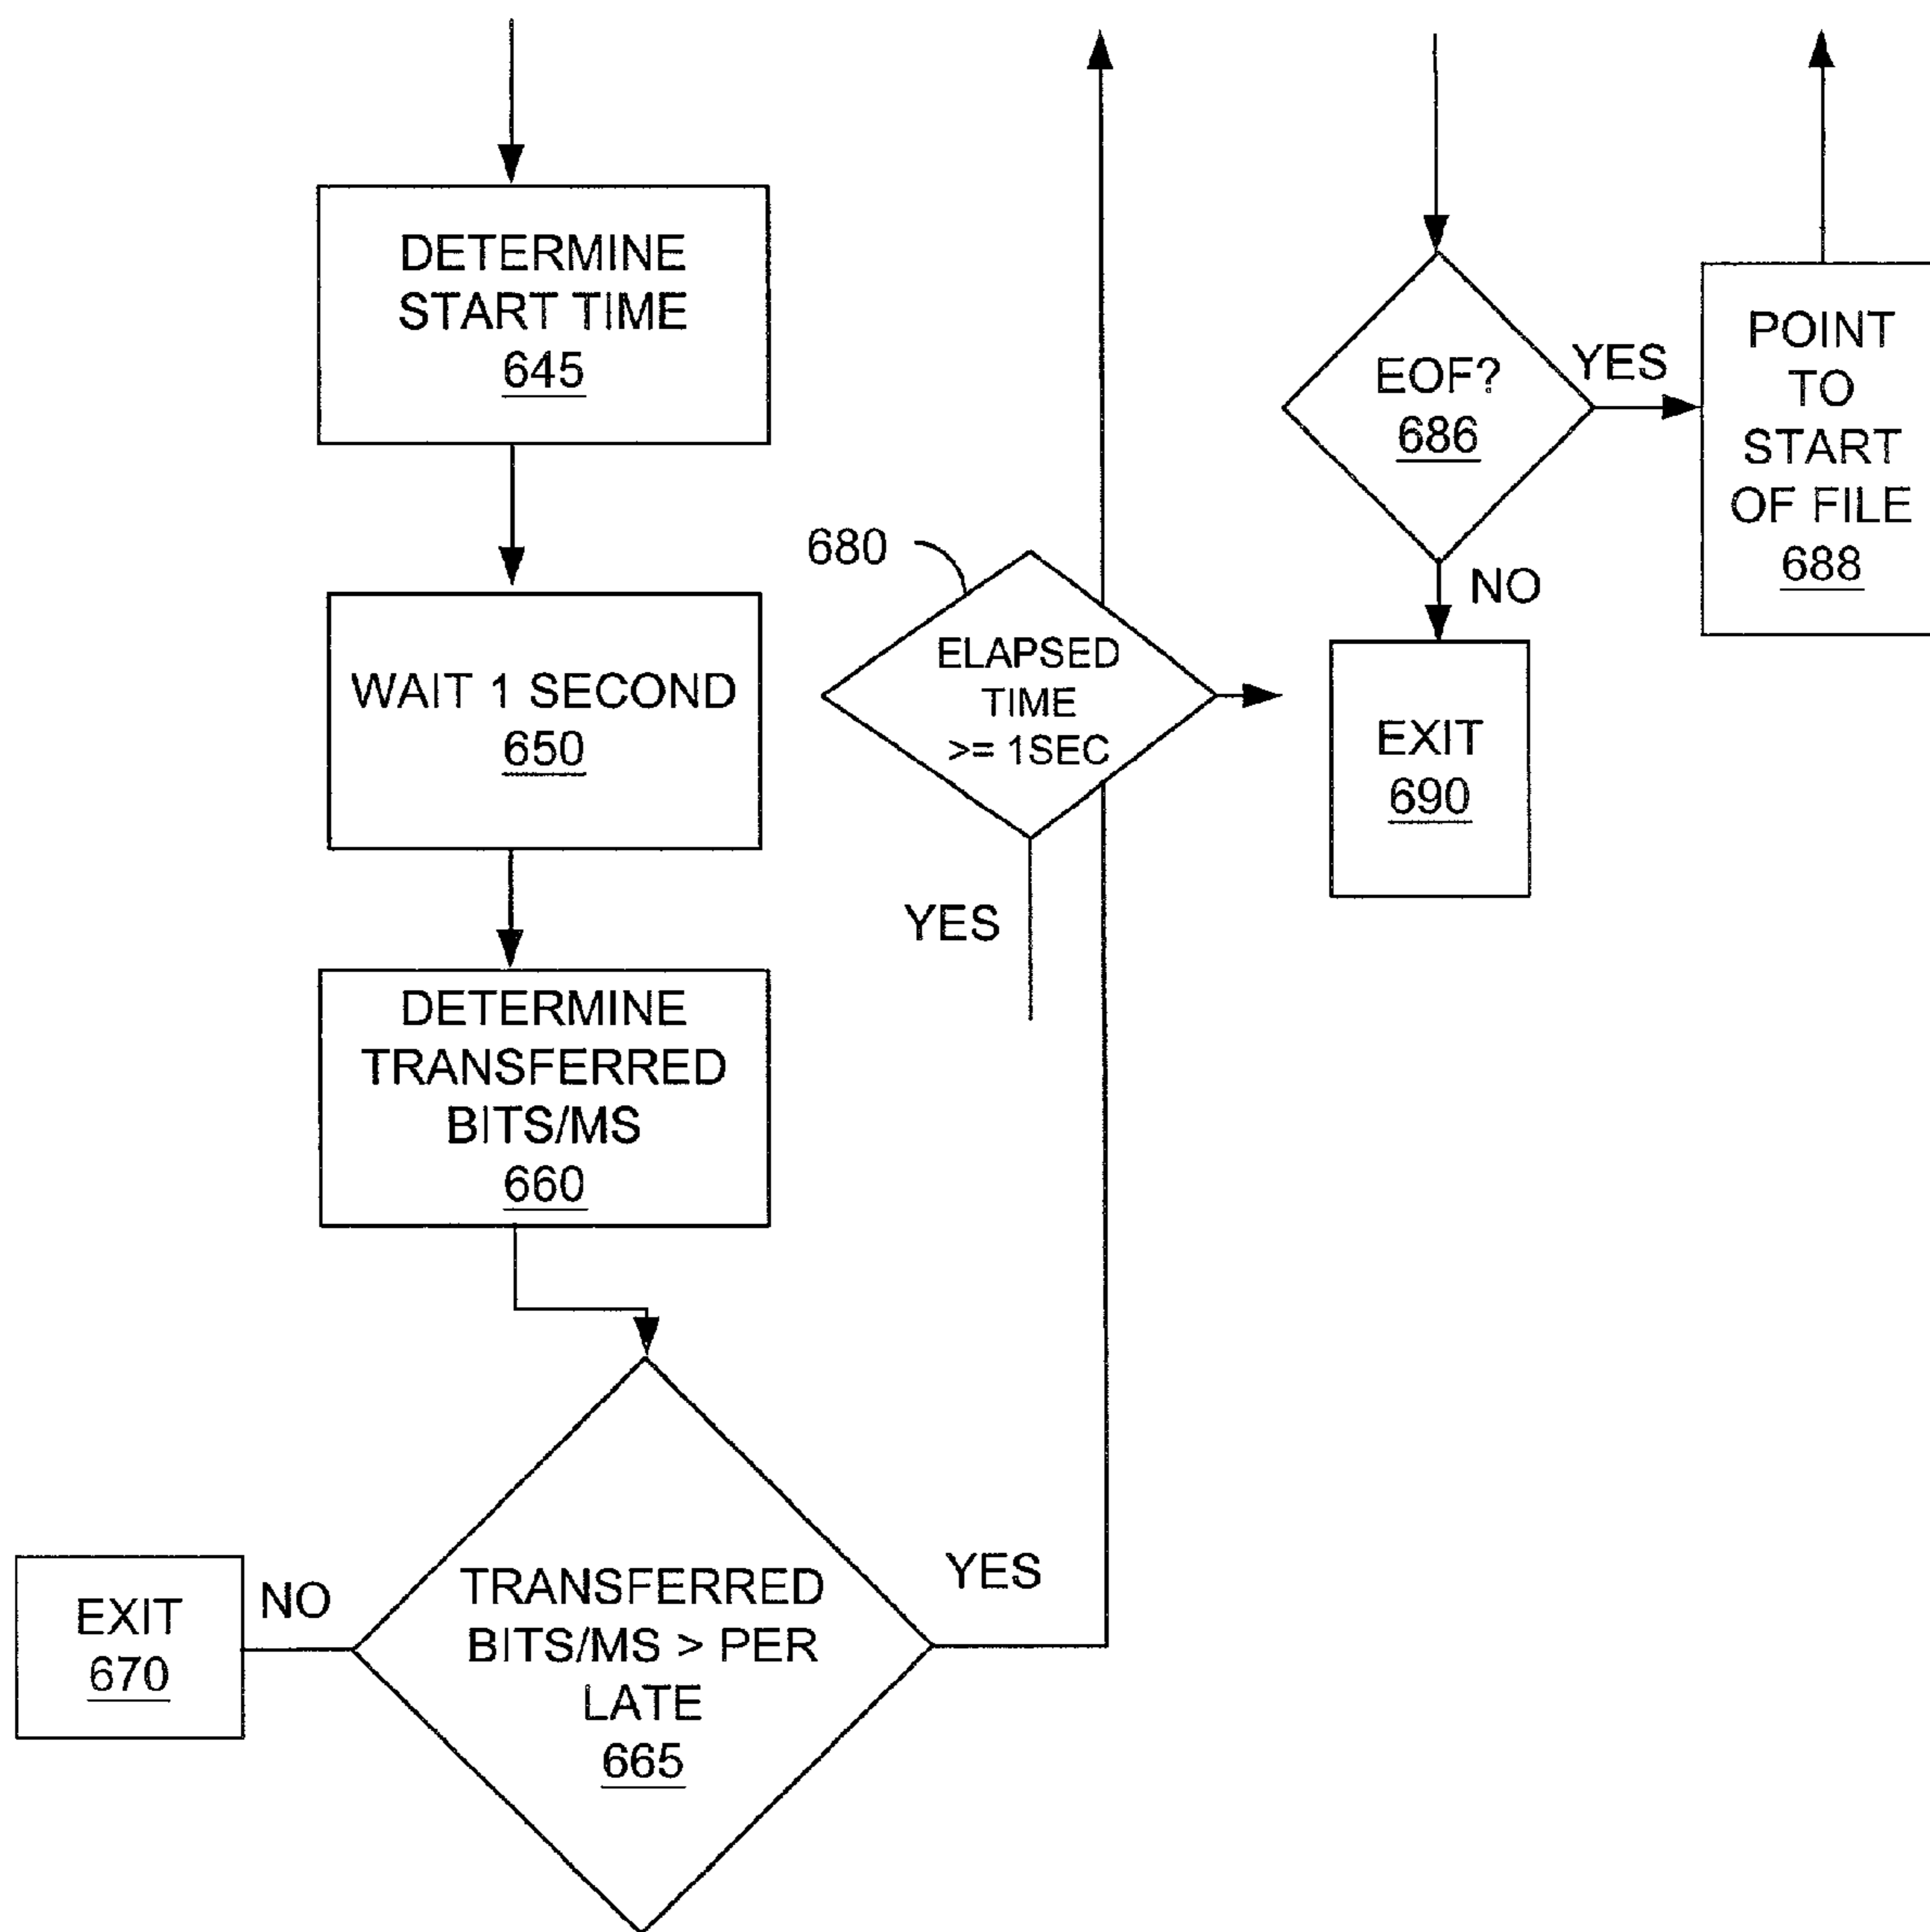 DETERMINE
START TIME
645
WAIT 1 SECOND
650
DETERMINE
TRANSFERRED
BITS/MS
660
TRANSFERRED
BITS/MS > PER
LATE
665
NO
EXIT
670
YES
680
ELAPSED
TIME
>= 1SEC
YES
EOF?
686
YES
NO
EXIT
690
POINT
TO
START
OF FILE
688